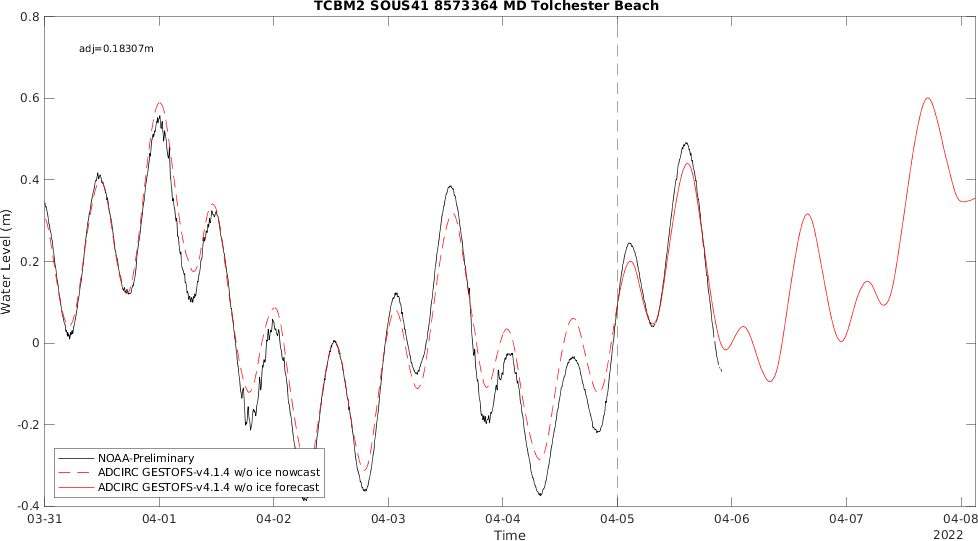 TCBM2 SOUS41 8573364 MD Tolchester Beach
adj=0.18307m
Water Level (m)
0.8
0.6
0.4
0.2
0
-0.2
-0.4
NOAA-Preliminary
ADCIRC GESTOFS-v4.1.4 w/o ice nowcast
ADCIRC GESTOFS-v4.1.4 w/o ice forecast
03-31 04-01 04-02 04-03 04-04 04-05 04-06 04-07 04-08
Time
2022